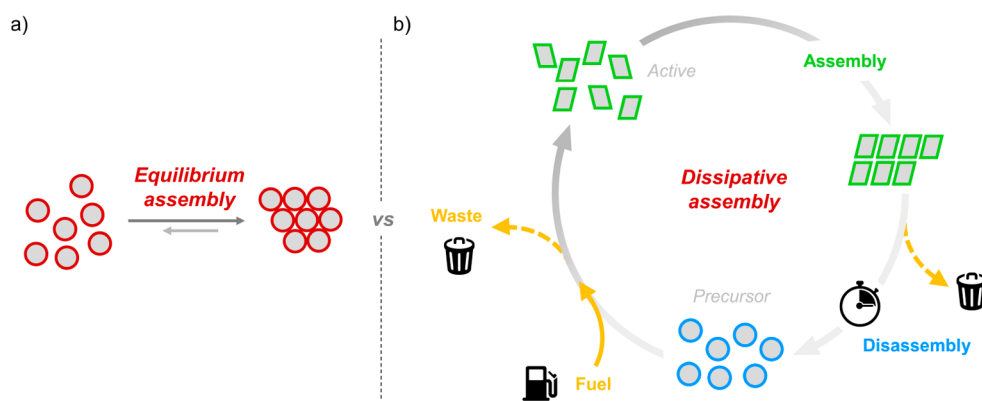 a)
b)
Active
Assembly
Equilibrium
assembly
Dissipative
assembly
vs
Waste
Precursor
Disassembly
Fuel